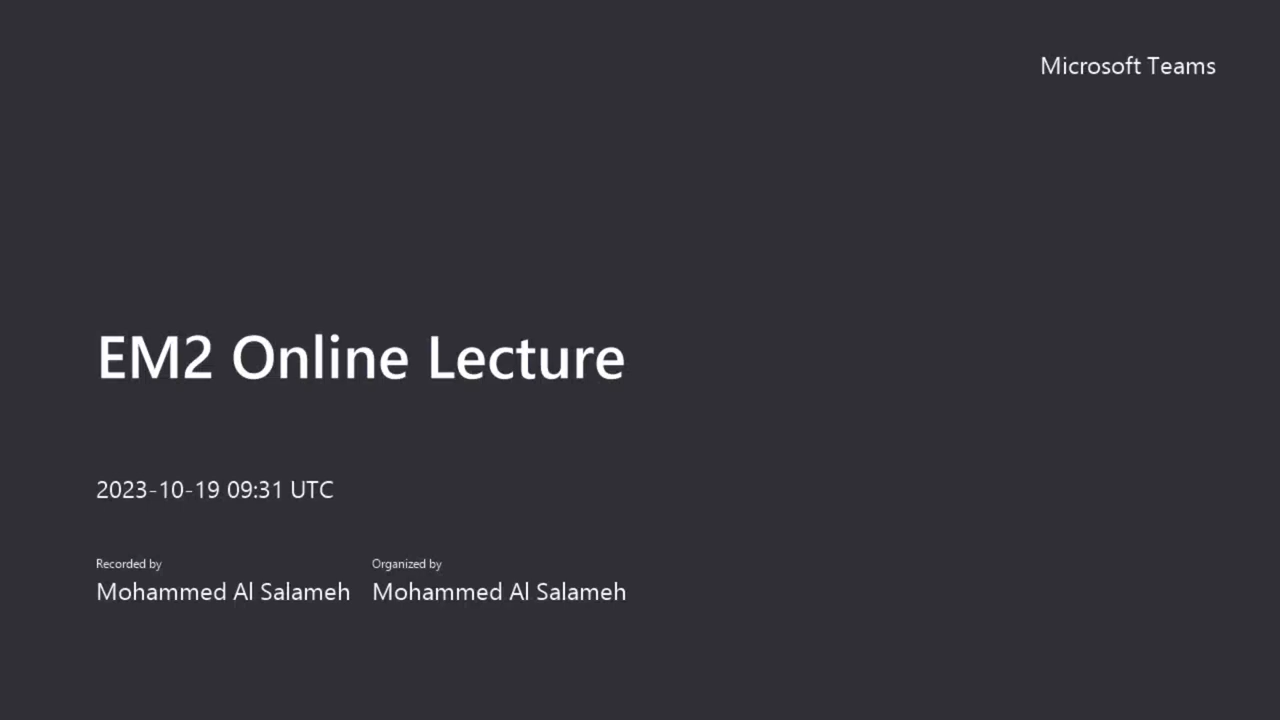 Microsoft Teams
EM2 Online Lecture
2023-10-19 09:31 UTC
Recorded by Organized by
Mohammed Al Salameh Mohammed Al Salameh